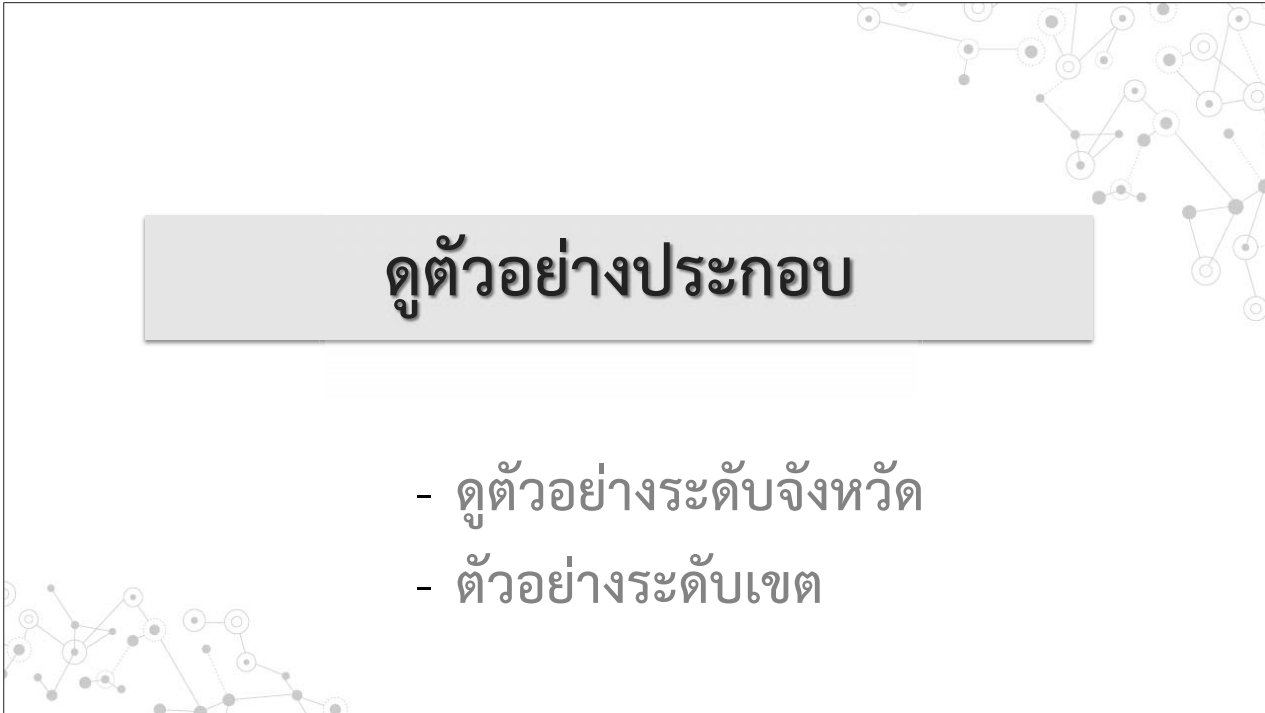 ดูตัวอย่างประกอบ
- ดูตัวอย่างระดับจังหวัด
- ตัวอย่างระดับเขต